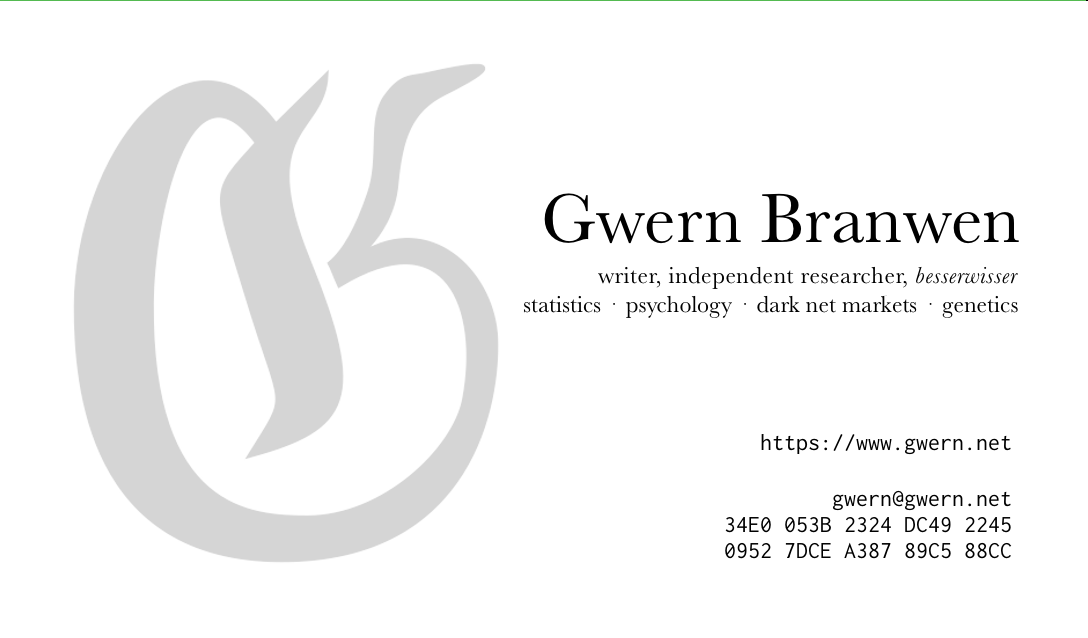 G
Gwern Branwen
writer, independent researcher, besserwisser
statistics · psychology · dark net markets · genetics
https://www.gwern.net
gwern@gwern.net
34E0 053B 2324 DC49 2245
0952 7DCE A387 89C5 88CC